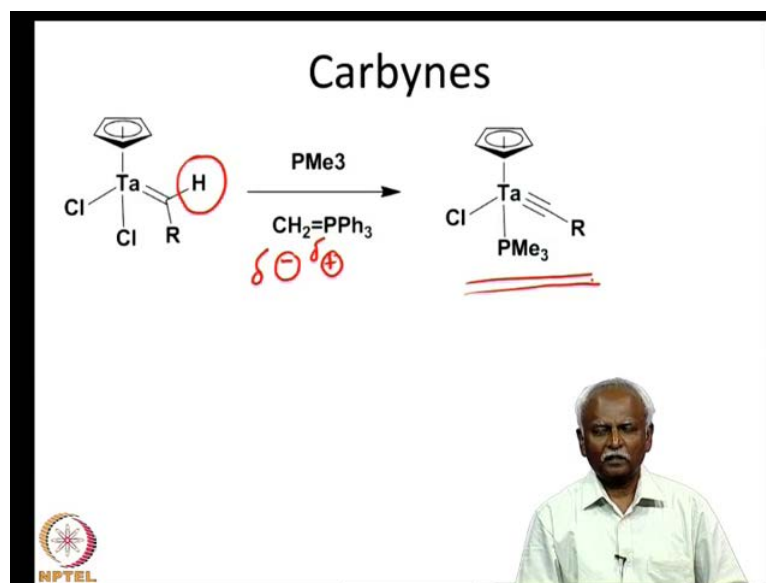 Carbynes
Ta H
Cl
Cl R
PMe3
CH₂=PPh₃
δ ⊖ δ ⊕
Ta
Cl R
PMe₃
NPTEL